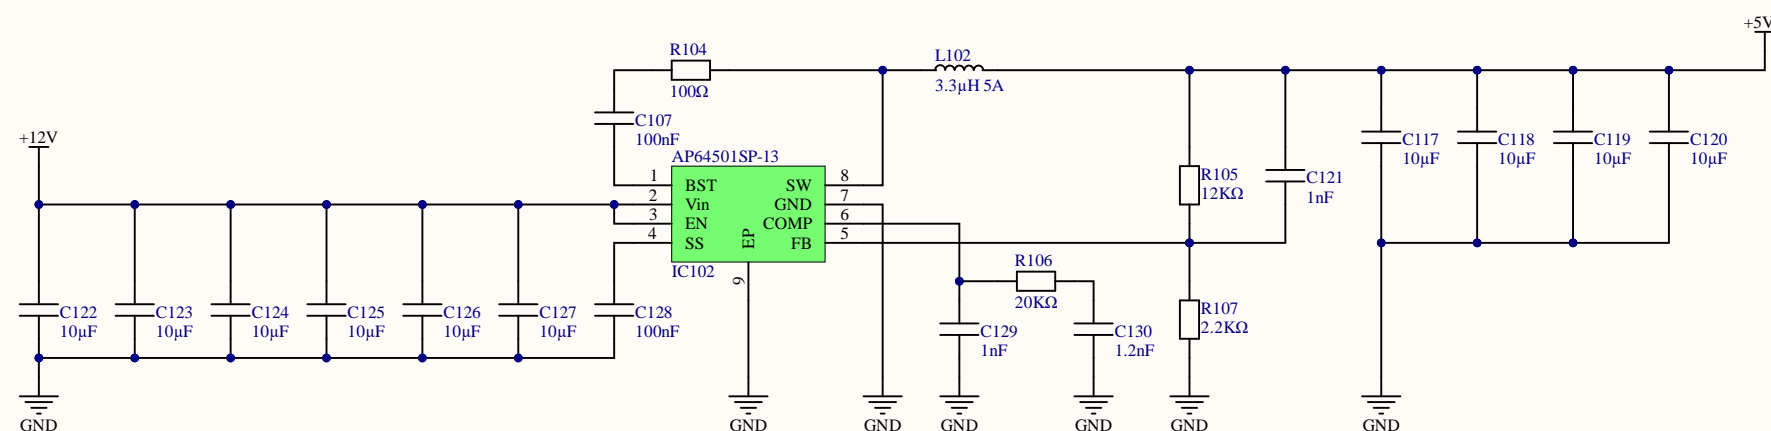 +5V
R104
100Ω
L102
3.3µH 5A
C107
100nF
+12V
AP64501SP-13
1
BST
SW
8
2
Vin
GND
7
3
EN
COMP
6
4
SS
FB
5
EP
IC102
9
R105
12KΩ
C121
1nF
C117
10µF
C118
10µF
C119
10µF
C120
10µF
R106
20KΩ
C122
10µF
C123
10µF
C124
10µF
C125
10µF
C126
10µF
C127
10µF
C128
100nF
C129
1nF
C130
1.2nF
R107
2.2KΩ
GND
GND
GND
GND
GND
GND
GND